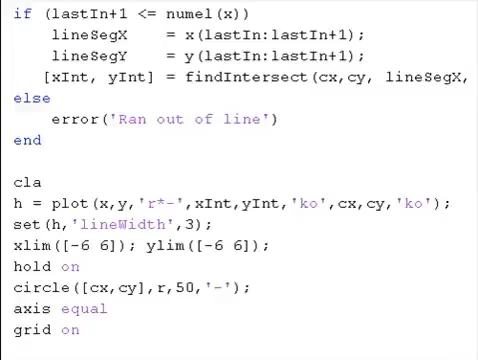 if (lastIn+1 <= numel(x))
    lineSegX    = x(lastIn:lastIn+1);
    lineSegY    = y(lastIn:lastIn+1);
   [xInt, yInt] = findIntersect(cx,cy, lineSegX,
else
    error('Ran out of line')
end

cla
h = plot(x,y,'r*-',xInt,yInt,'ko',cx,cy,'ko');
set(h,'lineWidth',3);
xlim([-6 6]); ylim([-6 6]);
hold on
circle([cx,cy],r,50,'-');
axis equal
grid on